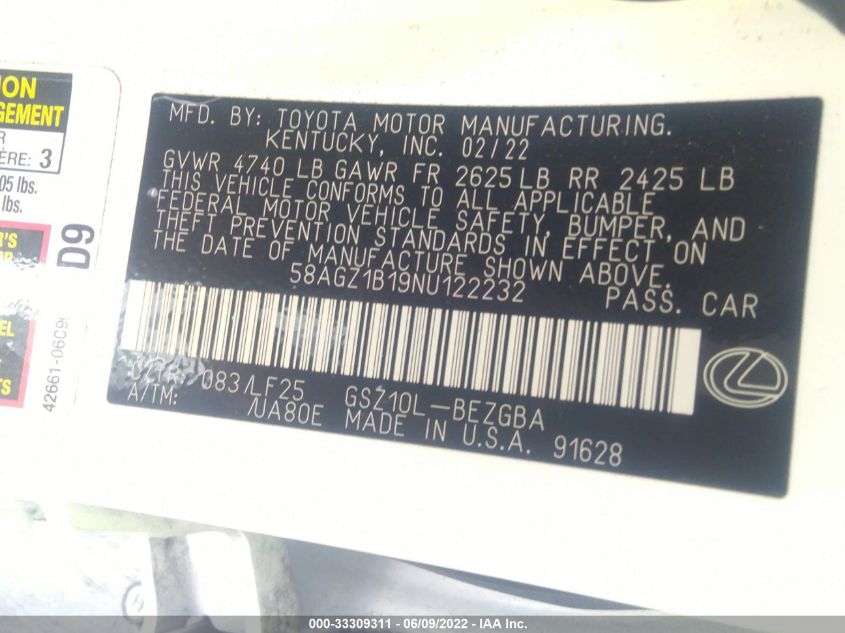 MFD. BY: TOYOTA MOTOR MANUFACTURING.
KENTUCKY, INC. 02/22
GVWR 4740 LB GAWR FR 2625 LB RR 2425 LB
THIS VEHICLE CONFORMS TO ALL APPLICABLE
FEDERAL MOTOR VEHICLE SAFETY, BUMPER, AND
THEFT PREVENTION STANDARDS IN EFFECT ON
THE DATE OF MANUFACTURE SHOWN ABOVE.
58AGZ1B19NU122232 PASS. CAR
083/LF25 GSZ10L-BEZGBA
A/TM: /UA80E MADE IN U.S.A. 91628
3
lbs.
lbs.
D9
000-33309311 - 06/09/2022 - IAA Inc.